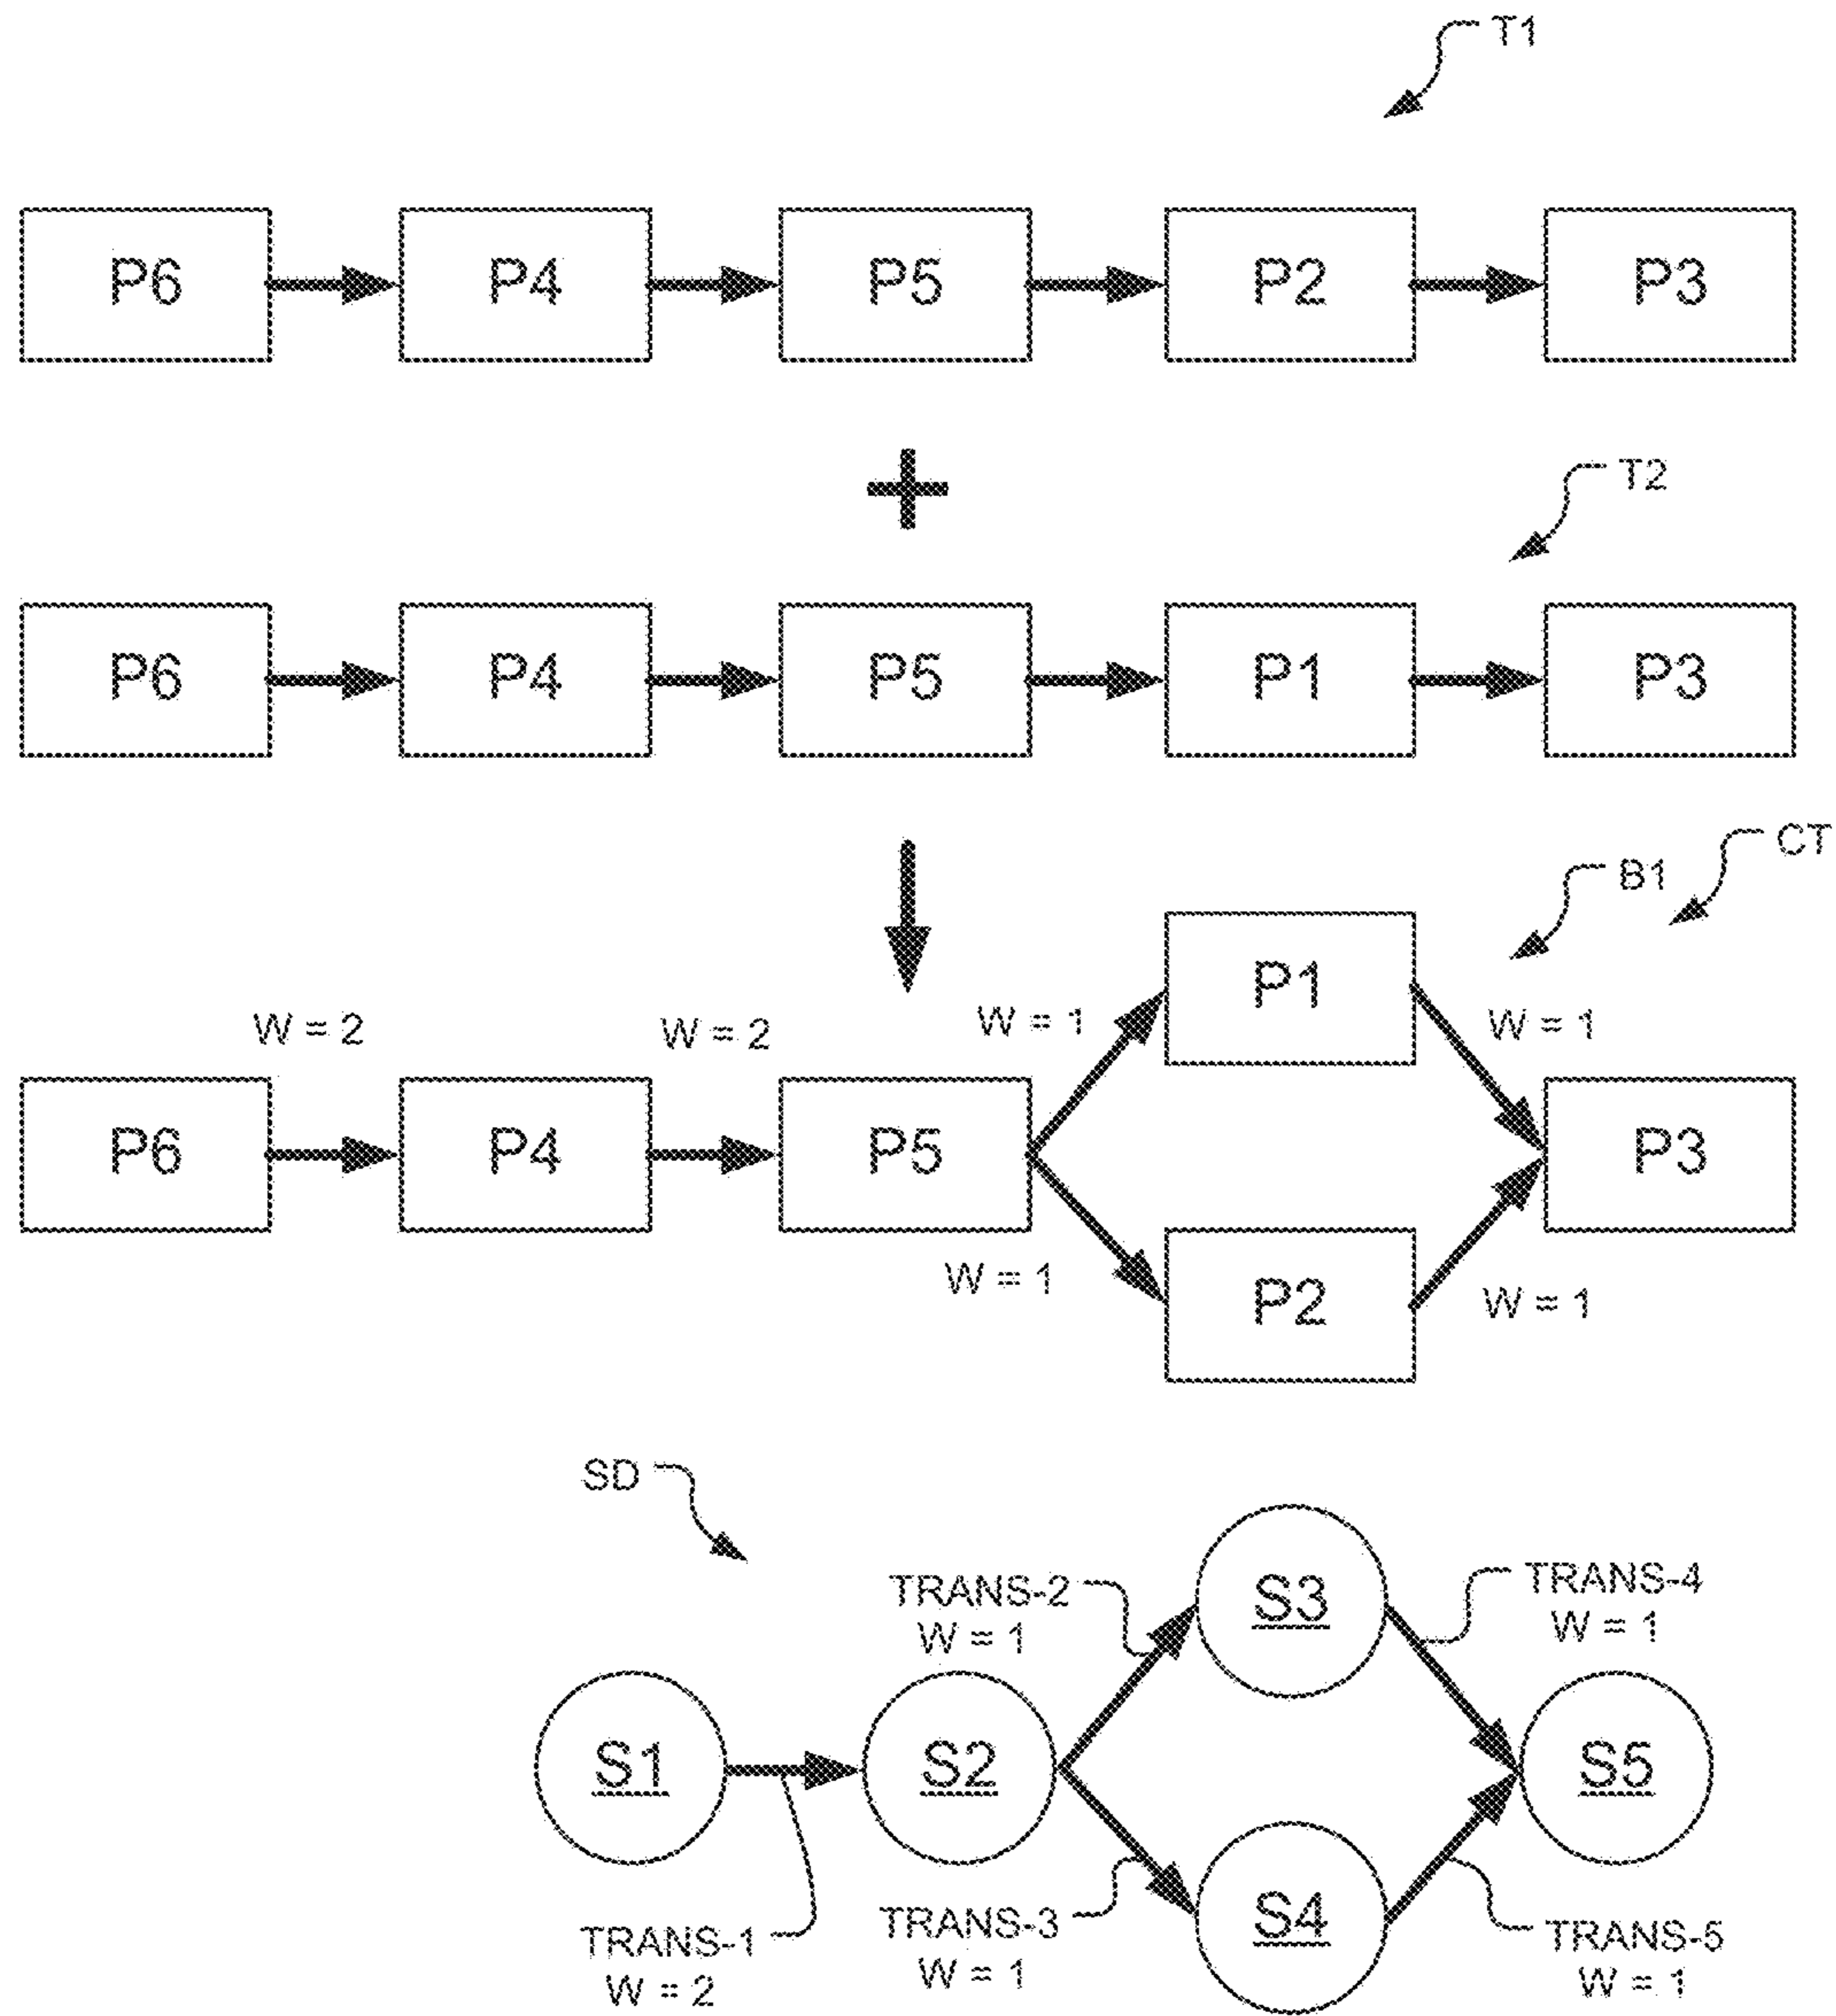 T1
P6 P4 P5 P2 P3
+
T2
P6 P4 P5 P1 P3
CT
B1
P1
W = 2 W = 2 W = 1 W = 1
P6 P4 P5 P3
W = 1 W = 1
P2
SD
TRANS-2
W = 1
S3
TRANS-4
W = 1
S1 S2 S5
S4
TRANS-1
W = 2
TRANS-3
W = 1
TRANS-5
W = 1